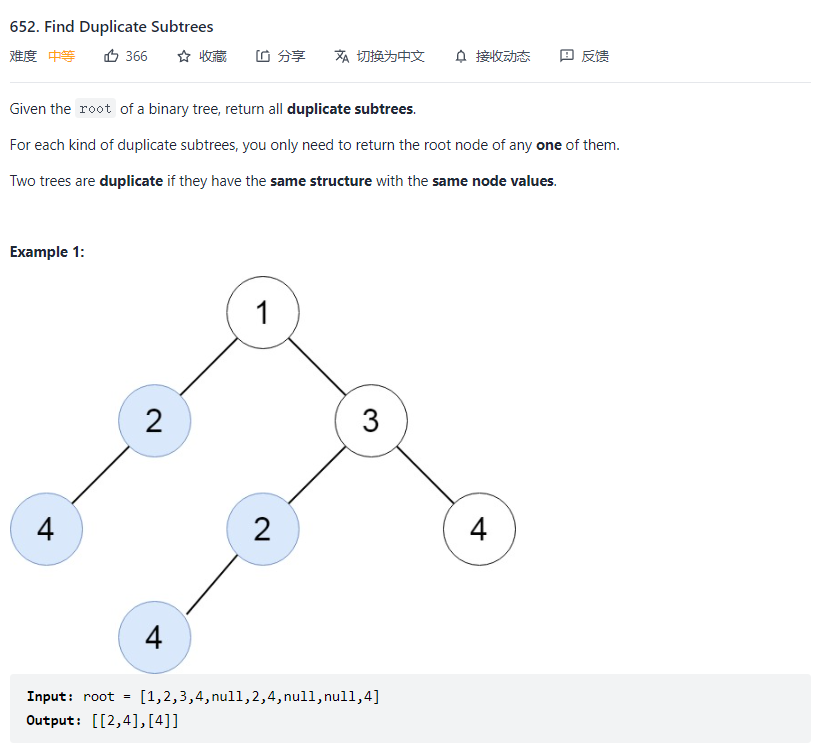 652. Find Duplicate Subtrees
难度 中等 366 收藏 分享 切换为中文 接收动态 反馈
Given the root of a binary tree, return all duplicate subtrees.
For each kind of duplicate subtrees, you only need to return the root node of any one of them.
Two trees are duplicate if they have the same structure with the same node values.
Example 1:
1
2 3
4 2 4
4
Input: root = [1,2,3,4,null,2,4,null,null,4]
Output: [[2,4],[4]]